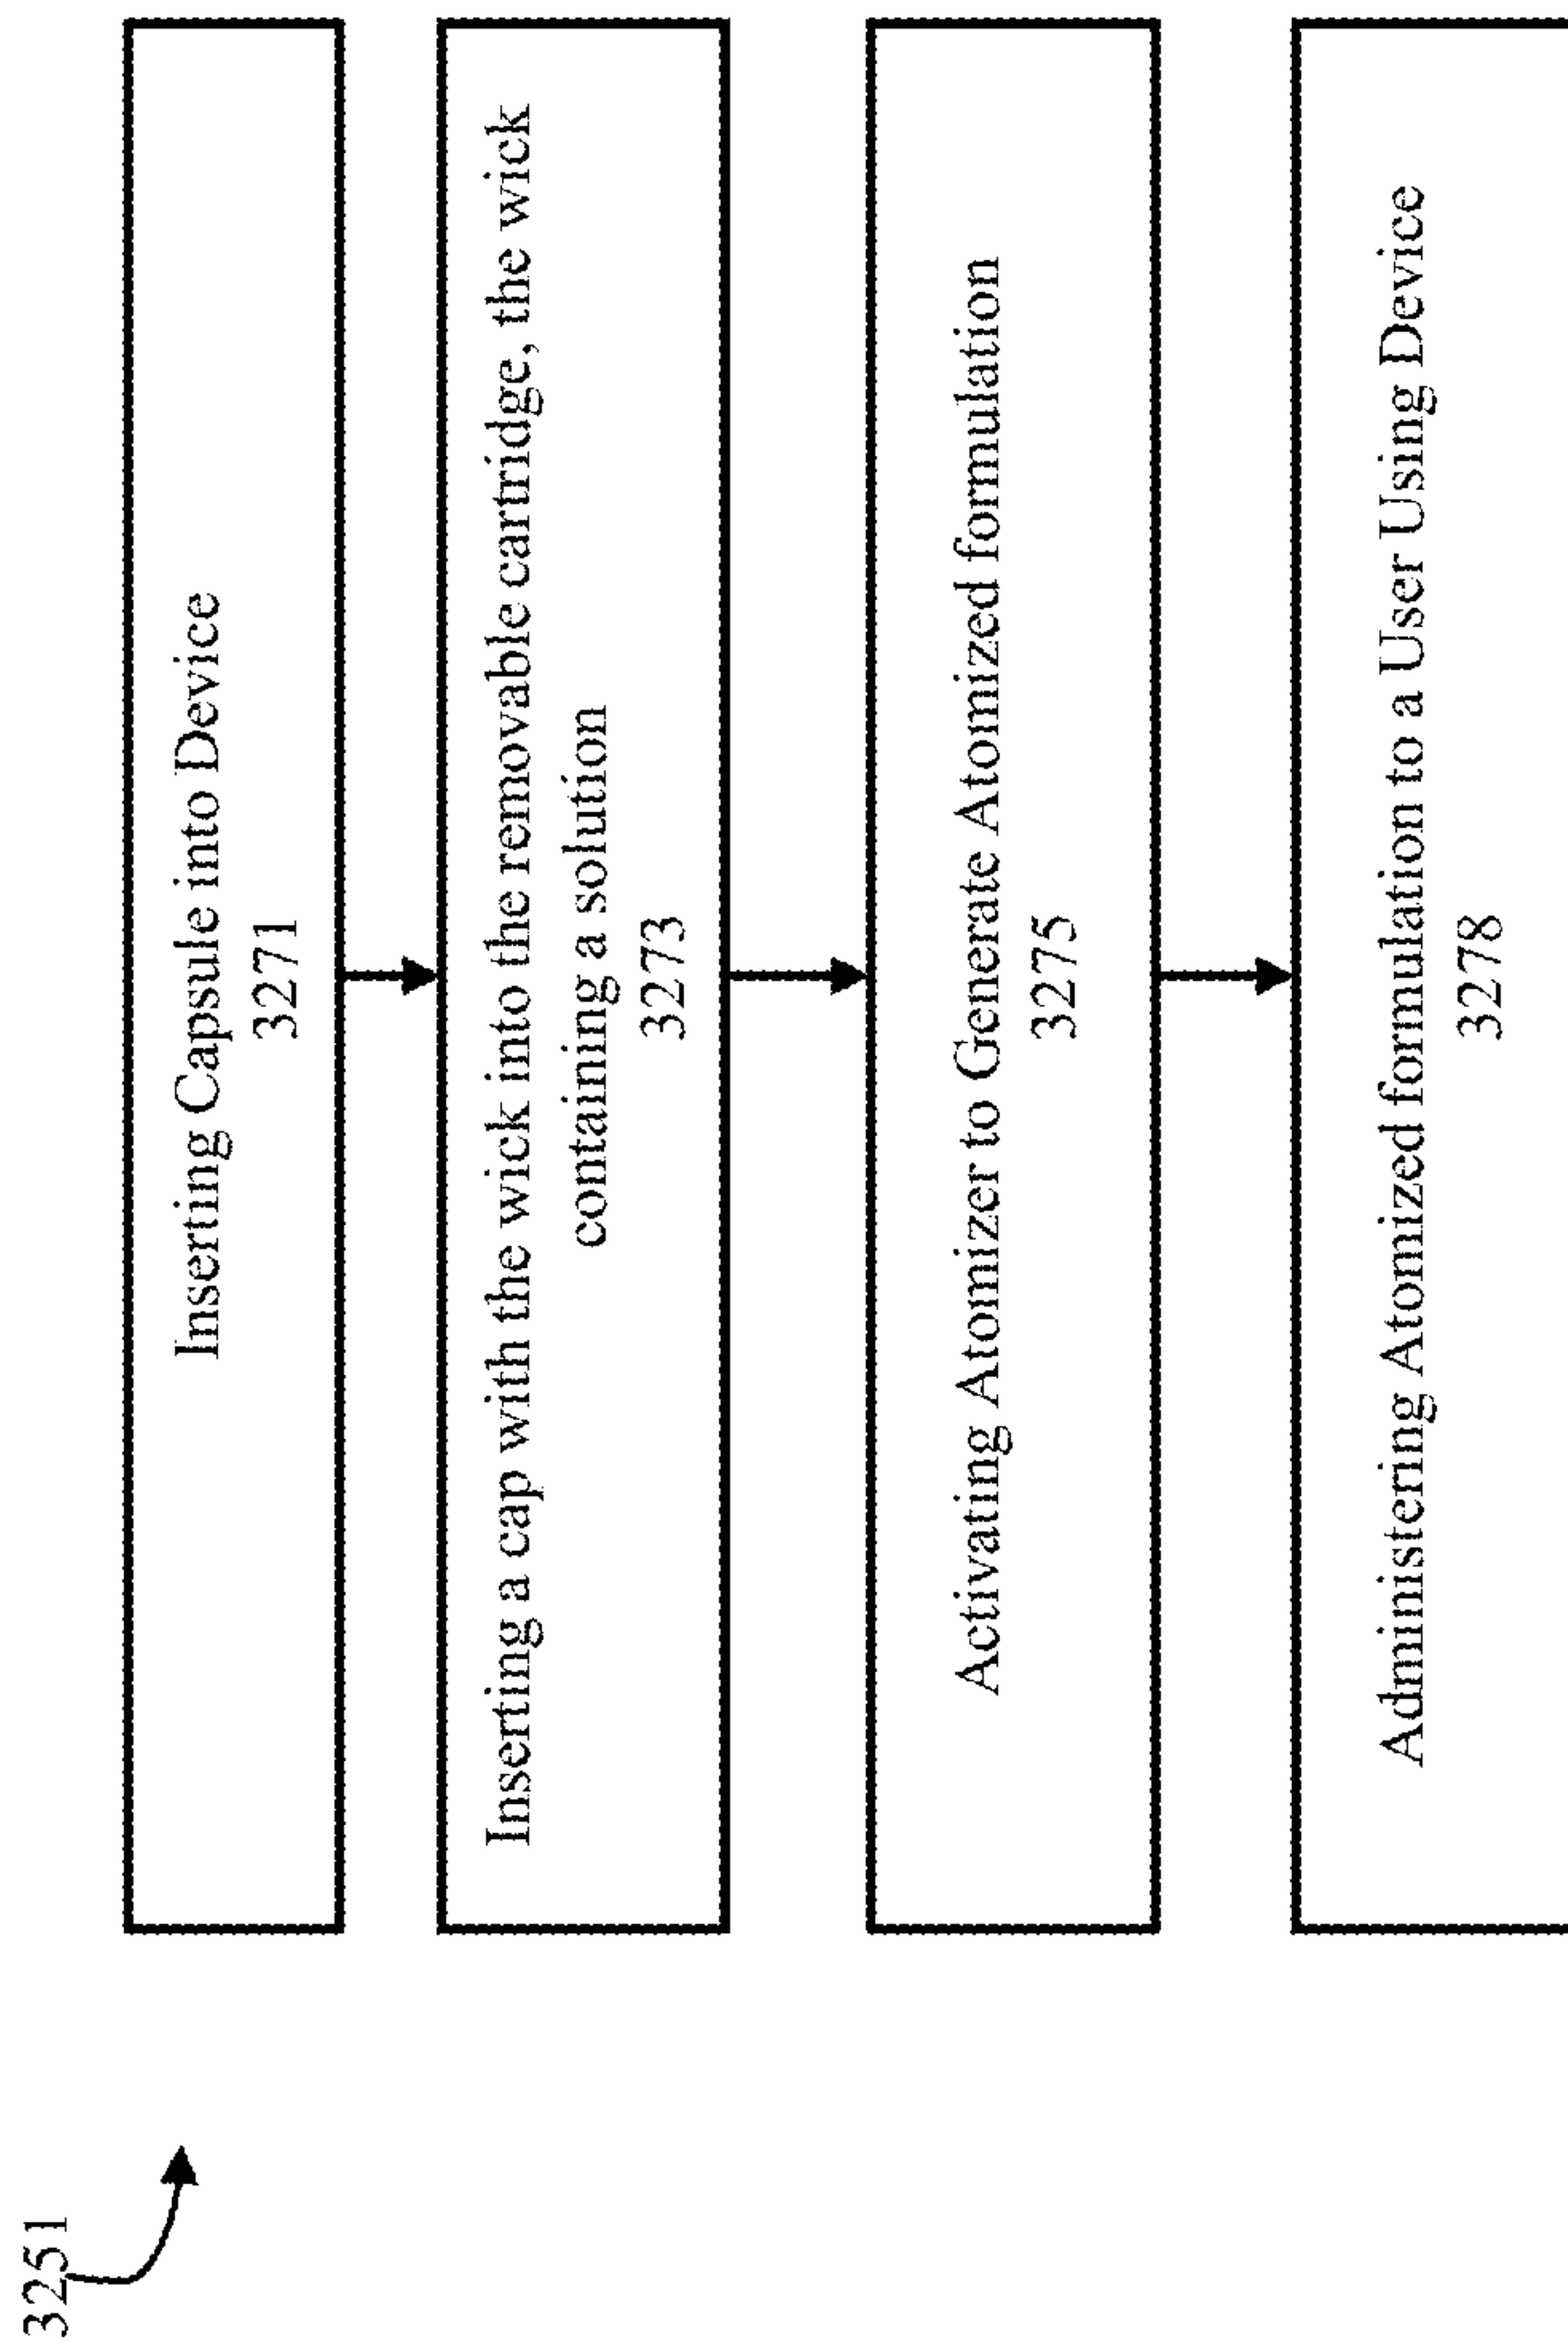 3251
Inserting Capsule into Device
3271
Inserting a cap with the wick into the removable cartridge, the wick
containing a solution
3273
Activating Atomizer to Generate Atomized formulation
3275
Administering Atomized formulation to a User Using Device
3278